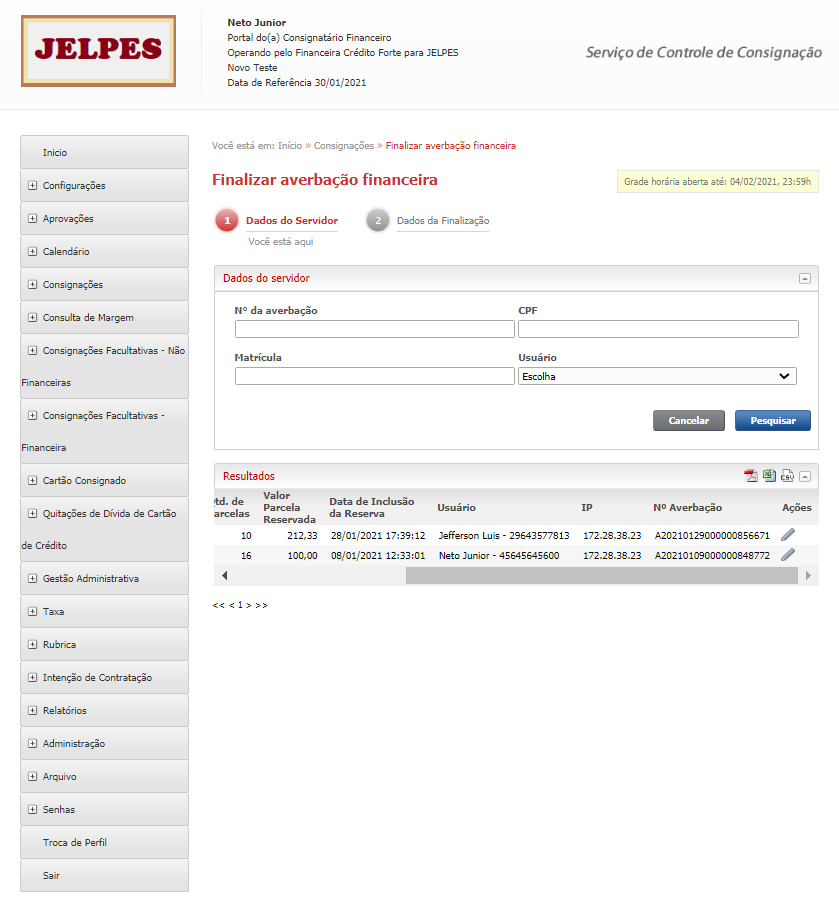 JELPES
Neto Junior
Portal do(a) Consignatário Financeiro
Operando pelo Financeira Crédito Forte para JELPES
Novo Teste
Data de Referência 30/01/2021
Serviço de Controle de Consignação
Inicio
Configurações
Aprovações
Calendário
Consignações
Consulta de Margem
Consignações Facultativas - Não
Financeiras
Consignações Facultativas -
Financeira
Cartão Consignado
Quitações de Dívida de Cartão
de Crédito
Gestão Administrativa
Taxa
Rubrica
Intenção de Contratação
Relatórios
Administração
Arquivo
Senhas
Troca de Perfil
Sair
Você está em: Início » Consignações » Finalizar averbação financeira
Finalizar averbação financeira
Grade horária aberta até: 04/02/2021, 23:59h
1 Dados do Servidor 2 Dados da Finalização
Você está aqui
Dados do servidor
N° da averbação CPF
Matrícula Usuário
Escolha
Cancelar Pesquisar
Resultados CSV
td. de Valor Data de Inclusão Usuário IP Nº Averbação Ações
arcelas Parcela da Reserva
Reservada
10 212,33 28/01/2021 17:39:12 Jefferson Luis - 29643577813 172.28.38.23 A20210129000000856671
16 100,00 08/01/2021 12:33:01 Neto Junior - 45645645600 172.28.38.23 A20210109000000848772
<< < 1 > >>